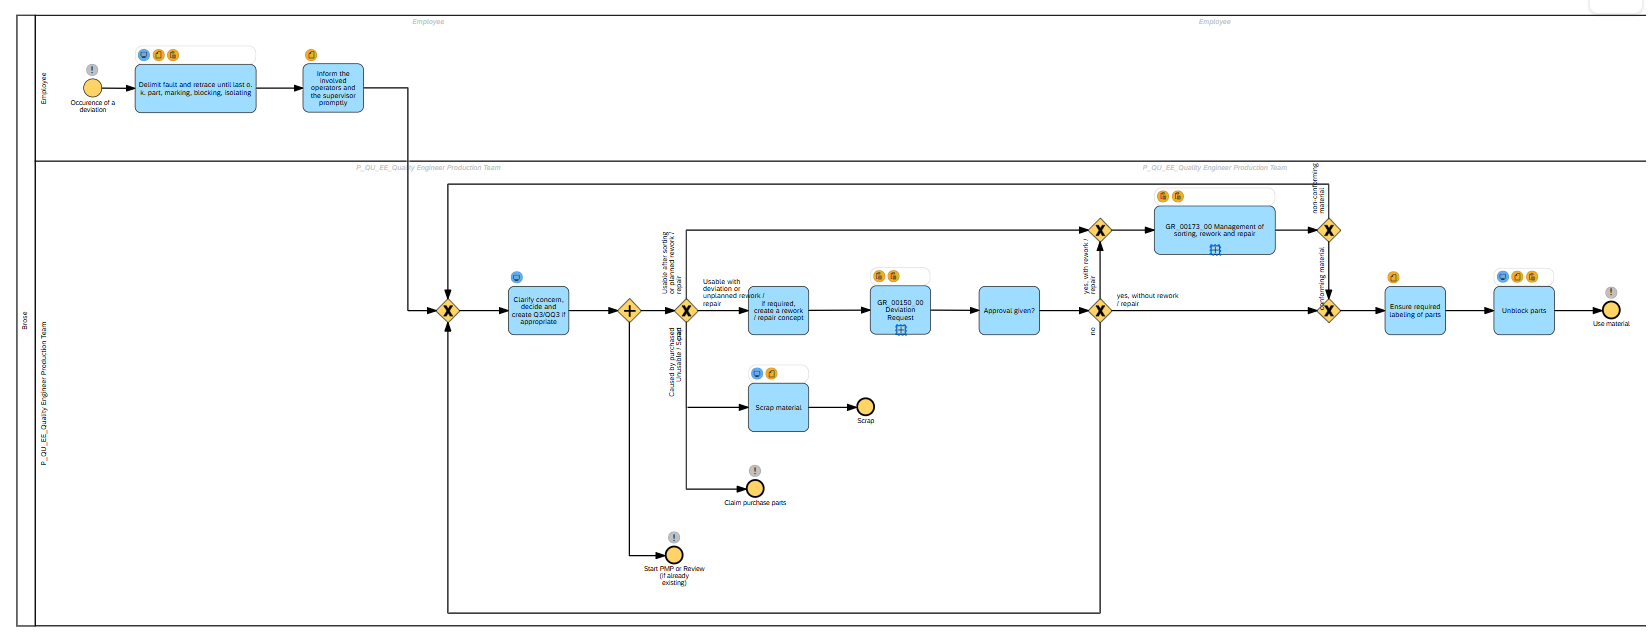 Employee
Employee
Employee
Occurence of a
deviation
Delimit fault and retrace until last o.
k. part, marking, blocking, isolating
Inform the
involved
operators and
the supervisor
promptly
Brose
P_QU_EE_Quality Engineer Production Team
P_QU_EE_Quality Engineer Production Team
P_QU_EE_Quality Engineer Production Team
Clarify concern,
decide and
create Q3/QQ3 if
appropriate
Usable after sorting
or planned rework /
repair
Usable with
deviation or
unplanned rework /
repair
Caused by purchased
Unusable / Scrap
if required,
create a rework
/ repair concept
GR_00150_00
Deviation
Request
Approval given?
yes, with rework /
repair
yes, without rework
/ repair
no
GR_00173_00 Management of
sorting, rework and repair
non-conforming
material
conforming material
Ensure required
labeling of parts
Unblock parts
Use material
Scrap material
Scrap
Claim purchase parts
Start PMP or Review
(if already
existing)